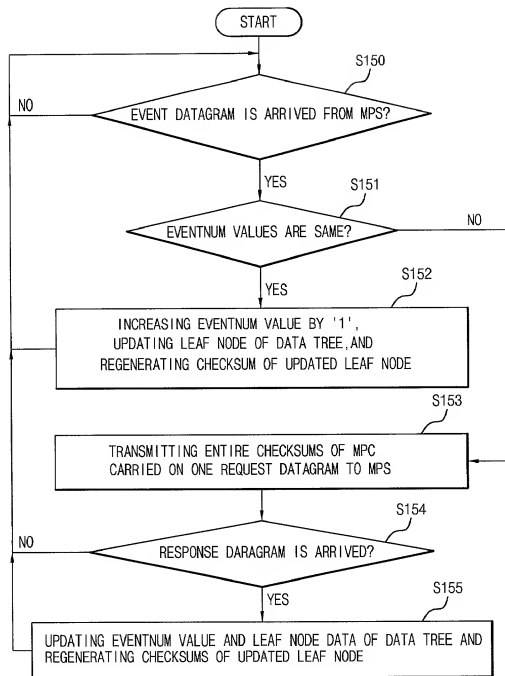 START
S150
NO
EVENT DATAGRAM IS ARRIVED FROM MPS?
YES
S151
NO
EVENTNUM VALUES ARE SAME?
YES
S152
INCREASING EVENTNUM VALUE BY '1',
UPDATING LEAF NODE OF DATA TREE, AND
REGENERATING CHECKSUM OF UPDATED LEAF NODE
S153
TRANSMITTING ENTIRE CHECKSUMS OF MPC
CARRIED ON ONE REQUEST DATAGRAM TO MPS
S154
NO
RESPONSE DARAGRAM IS ARRIVED?
YES
S155
UPDATING EVENTNUM VALUE AND LEAF NODE DATA OF DATA TREE AND
REGENERATING CHECKSUMS OF UPDATED LEAF NODE